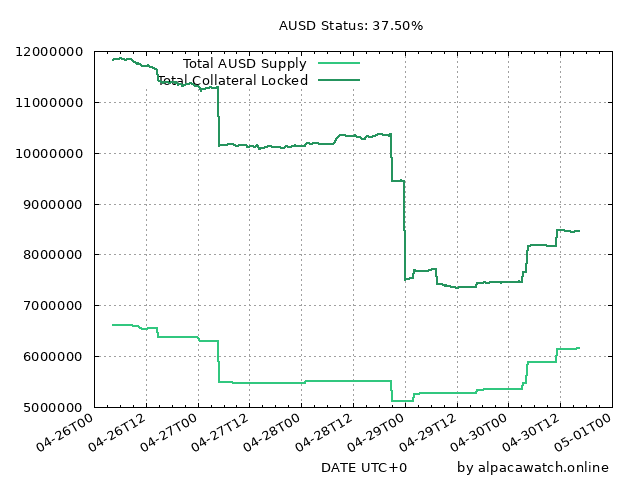 AUSD Status: 37.50%
12000000
11000000
10000000
9000000
8000000
7000000
6000000
5000000
Total AUSD Supply
Total Collateral Locked
04-26T00
04-26T12
04-27T00
04-27T12
04-28T00
04-28T12
04-29T00
04-29T12
04-30T00
04-30T12
05-01T00
DATE UTC+0
by alpacawatch.online